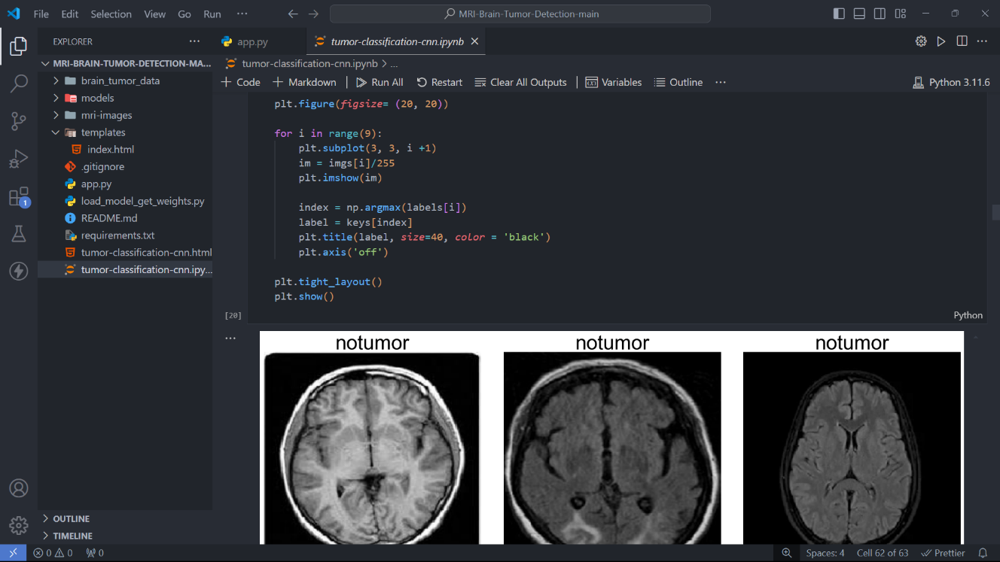 File Edit Selection View Go Run ··· MRI-Brain-Tumor-Detection-main
EXPLORER ···
MRI-BRAIN-TUMOR-DETECTION-MA...
brain_tumor_data
models
mri-images
templates
index.html
.gitignore
app.py
load_model_get_weights.py
README.md
requirements.txt
tumor-classification-cnn.html
tumor-classification-cnn.ipy...
OUTLINE
TIMELINE
1
app.py tumor-classification-cnn.ipynb
tumor-classification-cnn.ipynb > ...
+ Code + Markdown Run All Restart Clear All Outputs Variables Outline ··· Python 3.11.6
plt.figure(figsize= (20, 20))
for i in range(9):
plt.subplot(3, 3, i +1)
im = imgs[i]/255
plt.imshow(im)
index = np.argmax(labels[i])
label = keys[index]
plt.title(label, size=40, color = 'black')
plt.axis('off')
plt.tight_layout()
plt.show()
[20] Python
···
notumor notumor notumor
0 0 0 Spaces: 4 Cell 62 of 63 Prettier